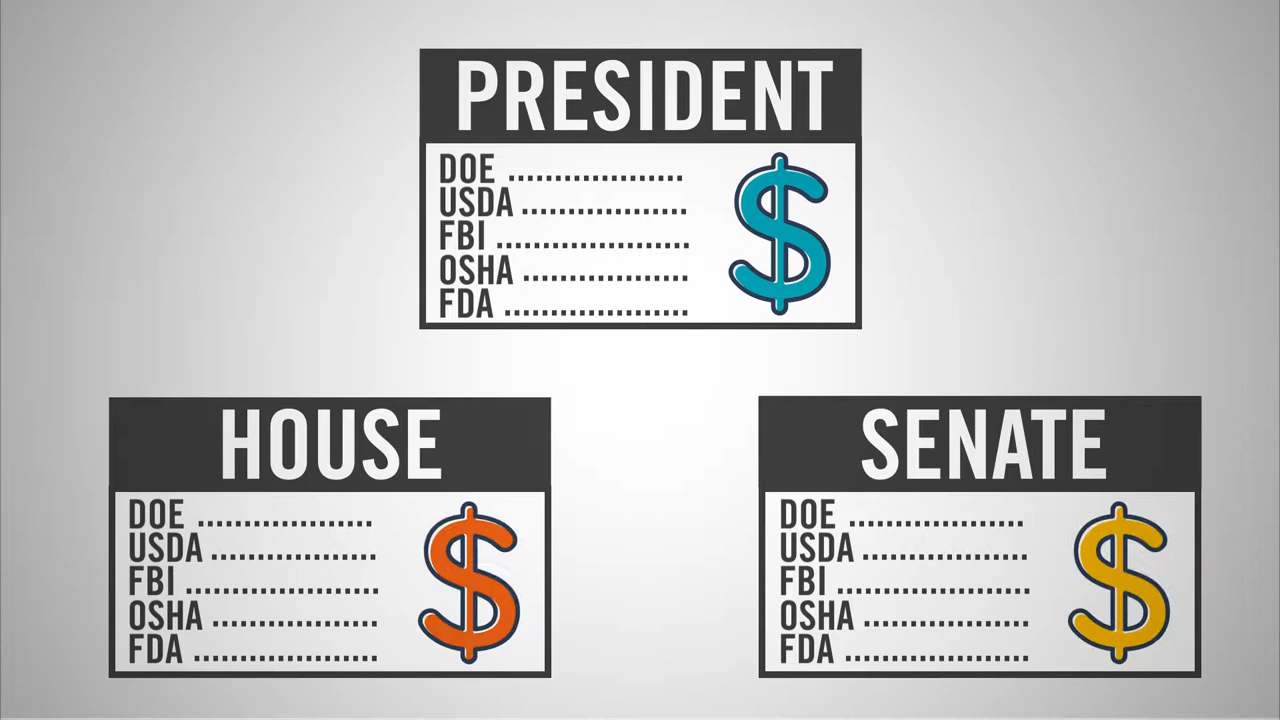 PRESIDENT
DOE ...................
USDA ..................
FBI .....................
OSHA ..................
FDA ....................
$
HOUSE
DOE ...................
USDA ..................
FBI .....................
OSHA ..................
FDA ....................
$
SENATE
DOE ...................
USDA ..................
FBI .....................
OSHA ..................
FDA ....................
$